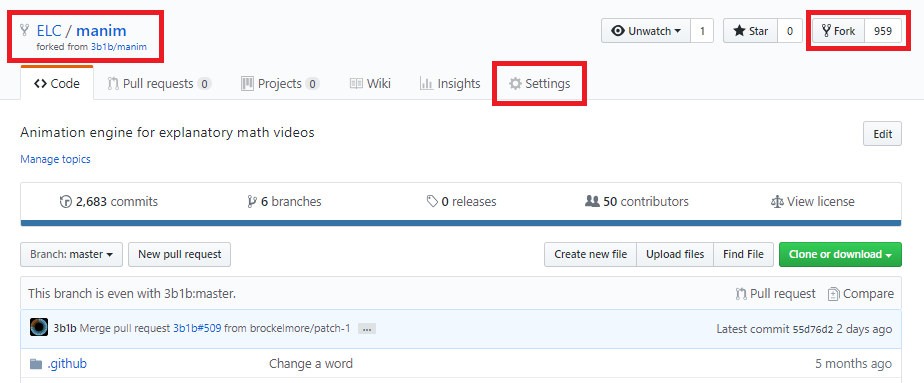 ELC / manim
forked from 3b1b/manim
Unwatch 1 Star 0 Fork 959
Code Pull requests 0 Projects 0 Wiki Insights Settings
Animation engine for explanatory math videos
Edit
Manage topics
2,683 commits 6 branches 0 releases 50 contributors View license
Branch: master New pull request Create new file Upload files Find File Clone or download
This branch is even with 3b1b:master. Pull request Compare
3b1b Merge pull request 3b1b#509 from brockelmore/patch-1 ... Latest commit 55d76d2 2 days ago
.github Change a word 5 months ago